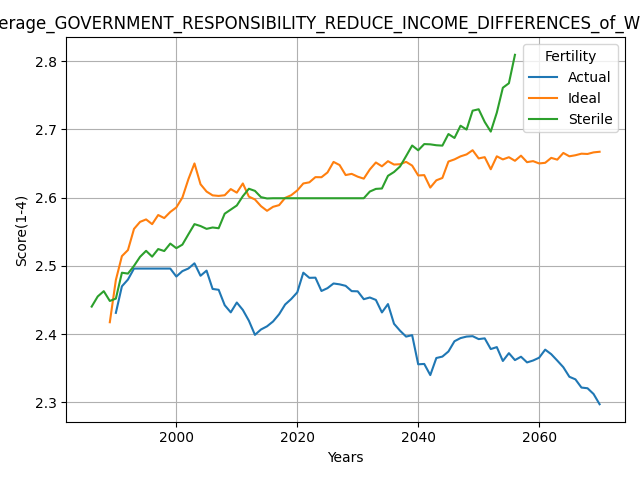 erage_GOVERNMENT_RESPONSIBILITY_REDUCE_INCOME_DIFFERENCES_of_W
Fertility
Actual
Ideal
Sterile
2.8
2.7
2.6
2.5
2.4
2.3
Score(1-4)
2000
2020
2040
2060
Years